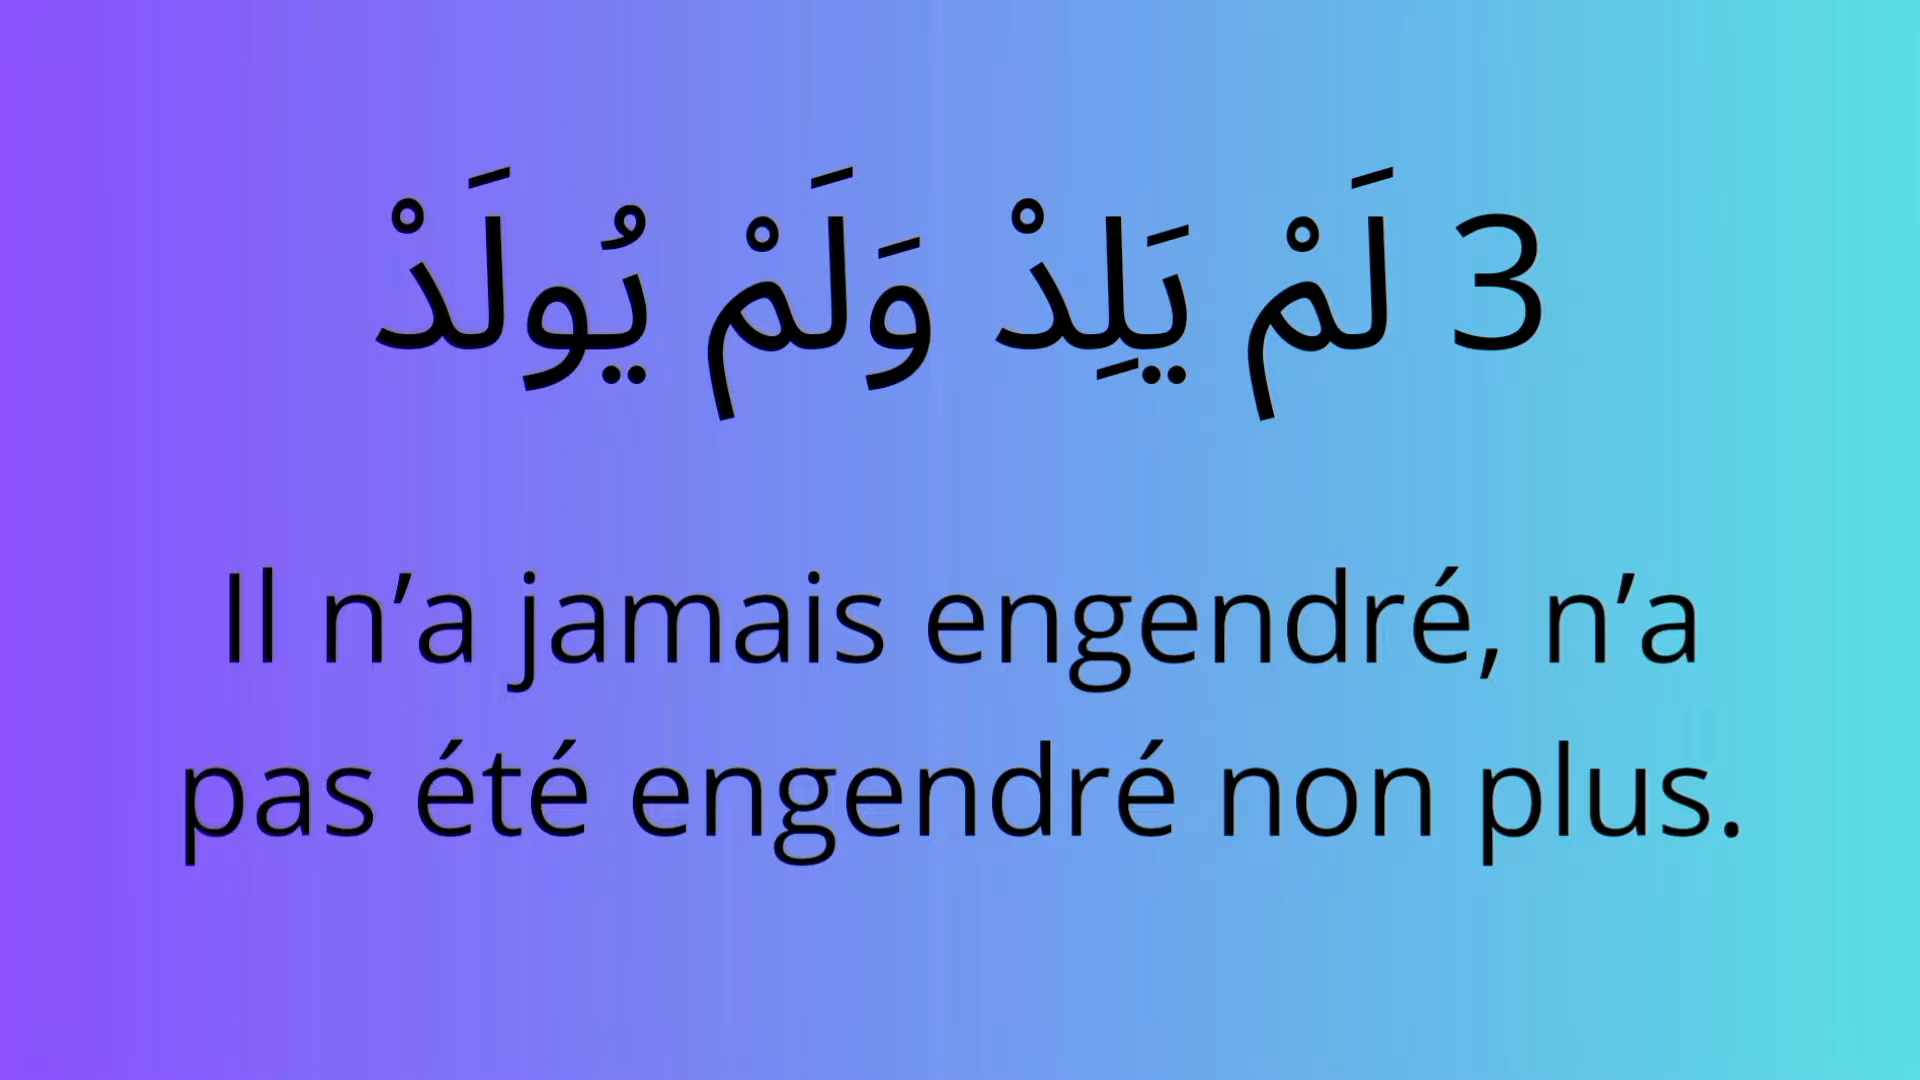 3 لَمْ يَلِدْ وَلَمْ يُولَدْ
Il n’a jamais engendré, n’a
pas été engendré non plus.